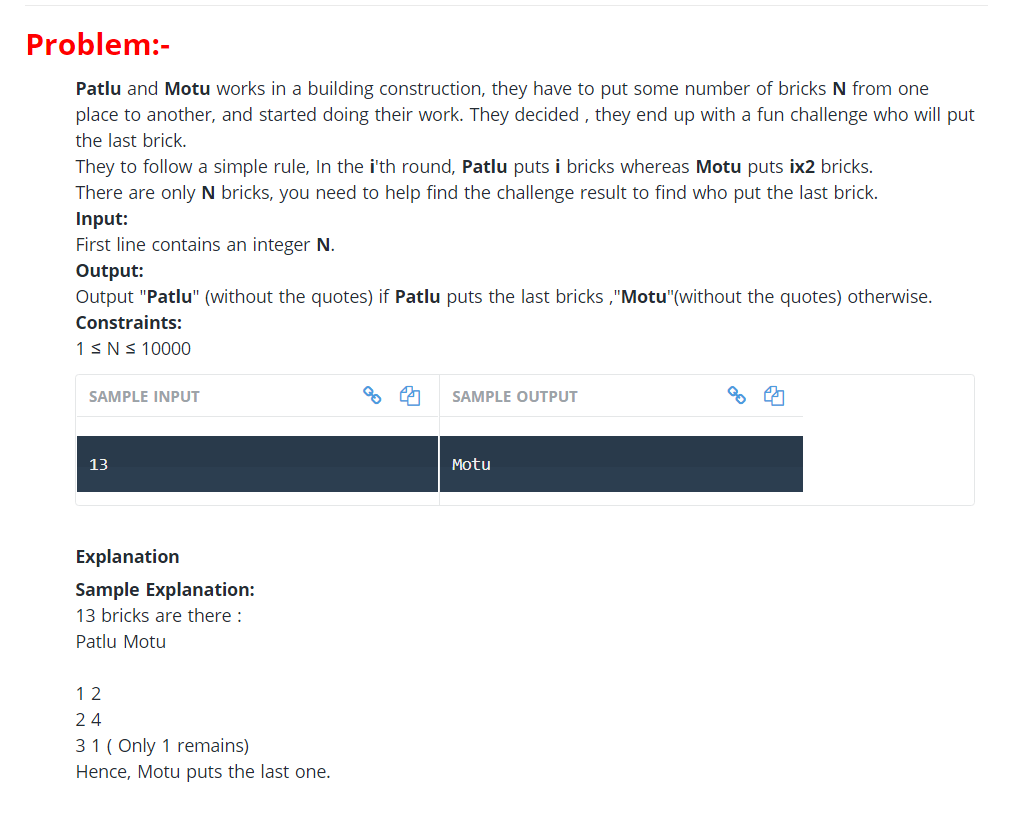 Problem:-
Patlu and Motu works in a building construction, they have to put some number of bricks N from one
place to another, and started doing their work. They decided , they end up with a fun challenge who will put
the last brick.
They to follow a simple rule, In the i'th round, Patlu puts i bricks whereas Motu puts ix2 bricks.
There are only N bricks, you need to help find the challenge result to find who put the last brick.
Input:
First line contains an integer N.
Output:
Output "Patlu" (without the quotes) if Patlu puts the last bricks ,"Motu"(without the quotes) otherwise.
Constraints:
1 ≤ N ≤ 10000
SAMPLE INPUT
SAMPLE OUTPUT
13
Motu
Explanation
Sample Explanation:
13 bricks are there :
Patlu Motu
1 2
2 4
3 1 ( Only 1 remains)
Hence, Motu puts the last one.